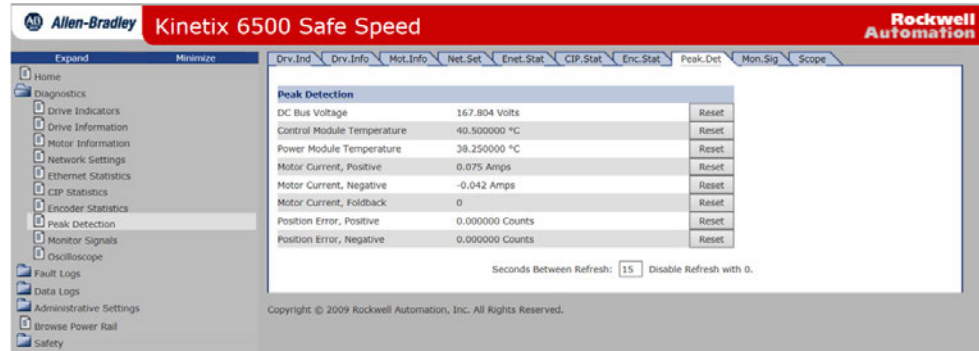 AB Allen-Bradley
Kinetix 6500 Safe Speed
Rockwell
Automation
Expand Minimize
Home
Diagnostics
Drive Indicators
Drive Information
Motor Information
Network Settings
Ethernet Statistics
CIP Statistics
Encoder Statistics
Peak Detection
Monitor Signals
Oscilloscope
Fault Logs
Data Logs
Administrative Settings
Browse Power Rail
Safety
Drv.Ind Drv.Info Mot.Info Net.Set Enet.Stat CIP.Stat Enc.Stat Peak.Det Mon.Sig Scope
Peak Detection
DC Bus Voltage 167.804 Volts Reset
Control Module Temperature 40.500000 °C Reset
Power Module Temperature 38.250000 °C Reset
Motor Current, Positive 0.075 Amps Reset
Motor Current, Negative -0.042 Amps Reset
Motor Current, Foldback 0 Reset
Position Error, Positive 0.000000 Counts Reset
Position Error, Negative 0.000000 Counts Reset
Seconds Between Refresh: 15 Disable Refresh with 0.
Copyright © 2009 Rockwell Automation, Inc. All Rights Reserved.